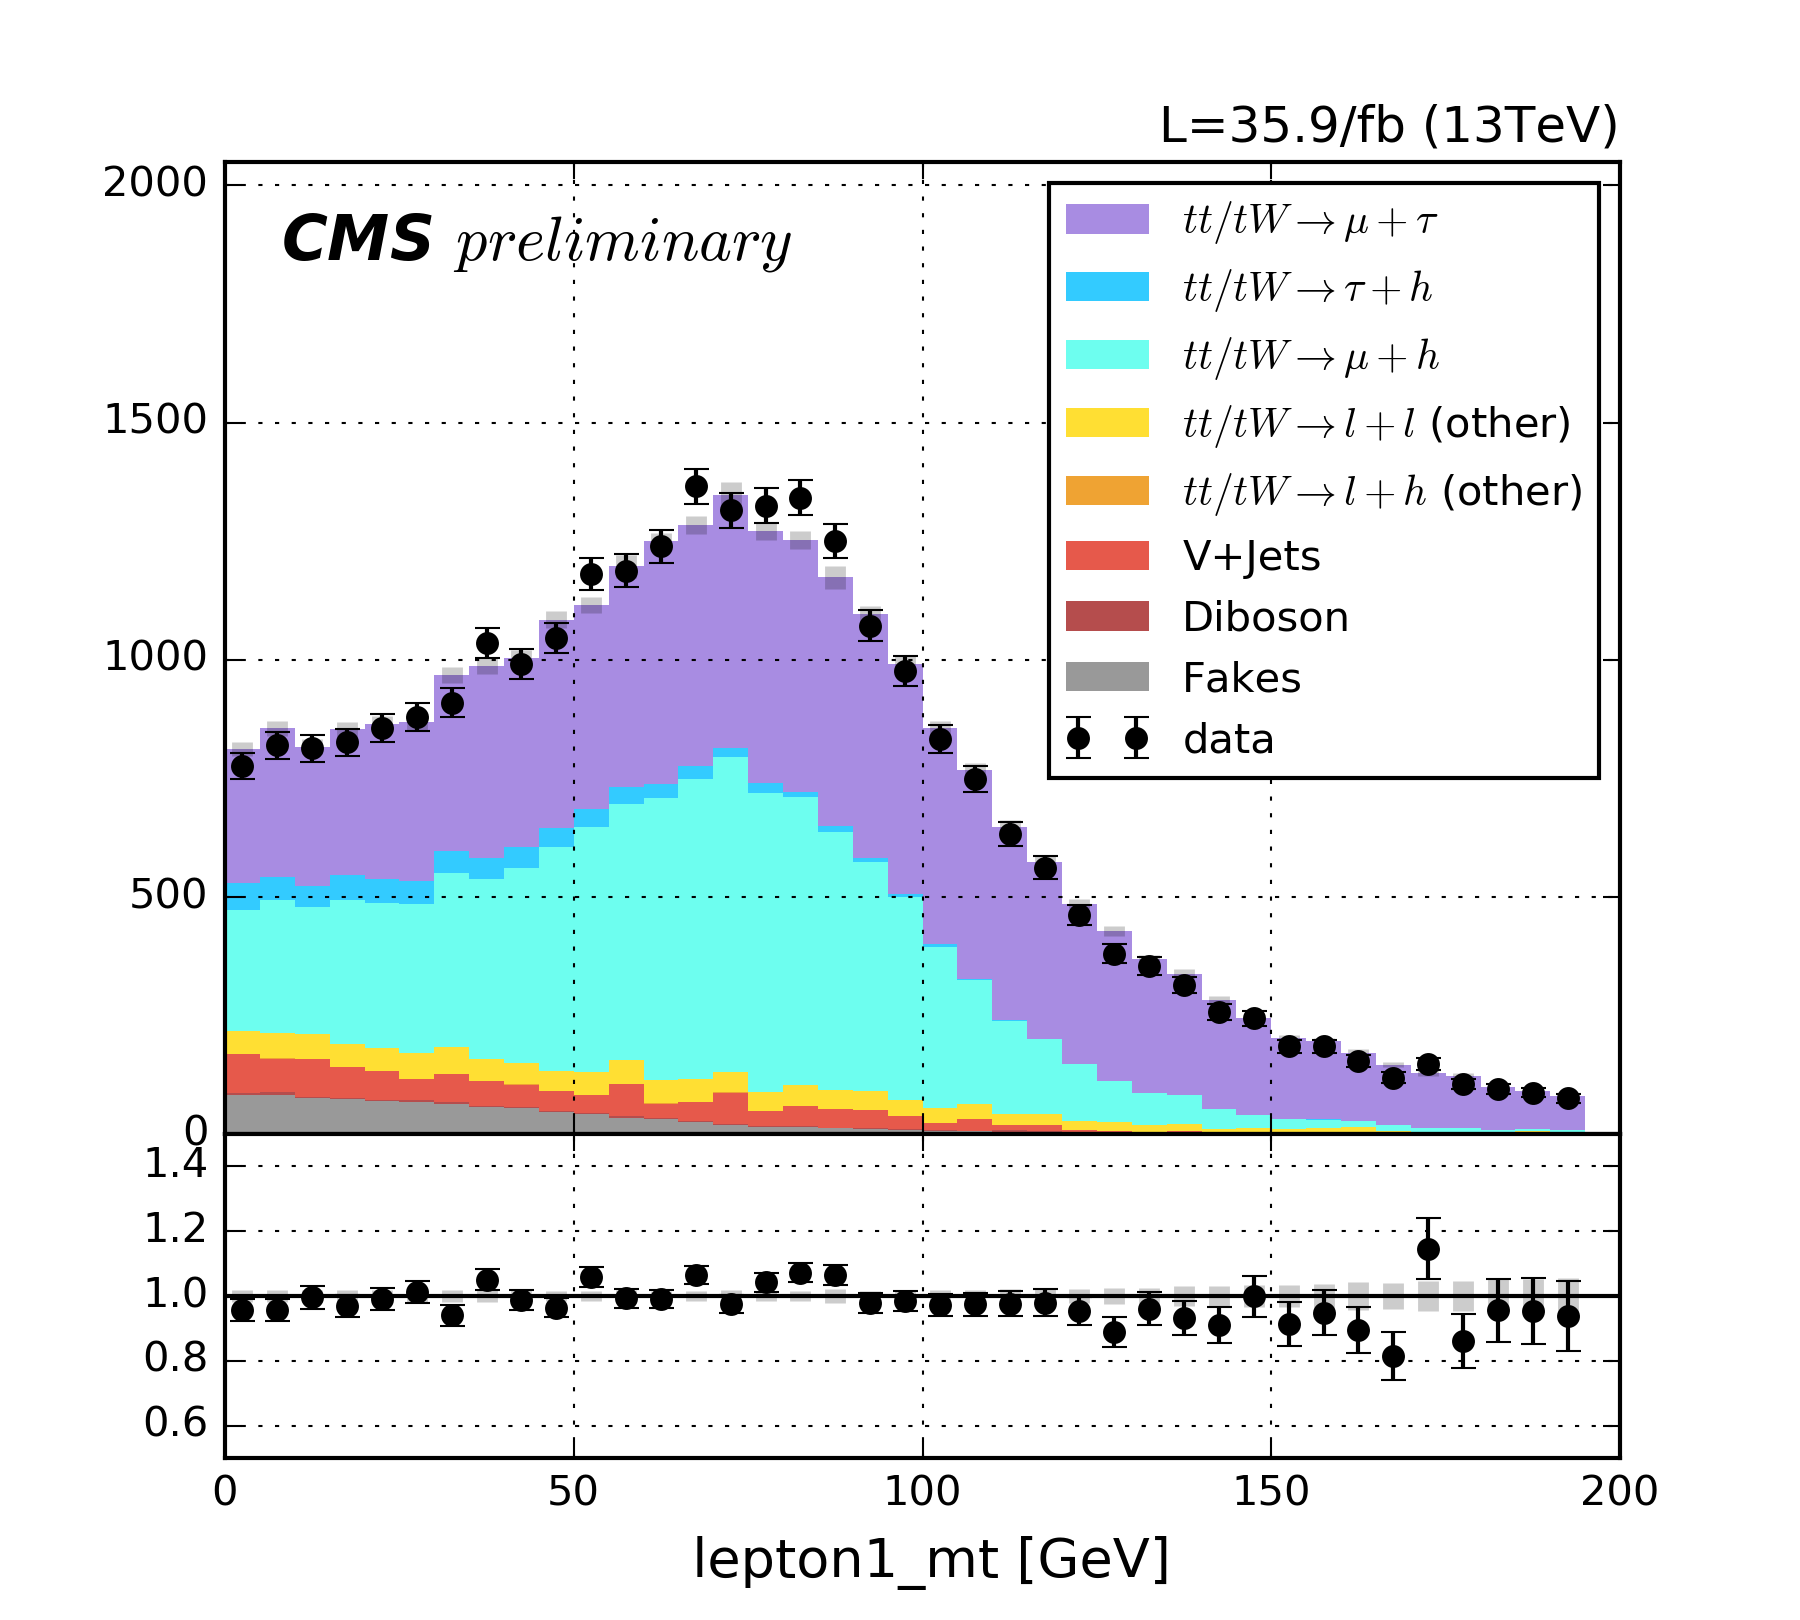 L=35.9/fb (13TeV)
CMS preliminary
2000
1500
1000
500
0
tt/tW→μ+τ
tt/tW→τ+h
tt/tW→μ+h
tt/tW→l+l (other)
tt/tW→l+h (other)
V+Jets
Diboson
Fakes
data
1.4
1.2
1.0
0.8
0.6
0 50 100 150 200
lepton1_mt [GeV]